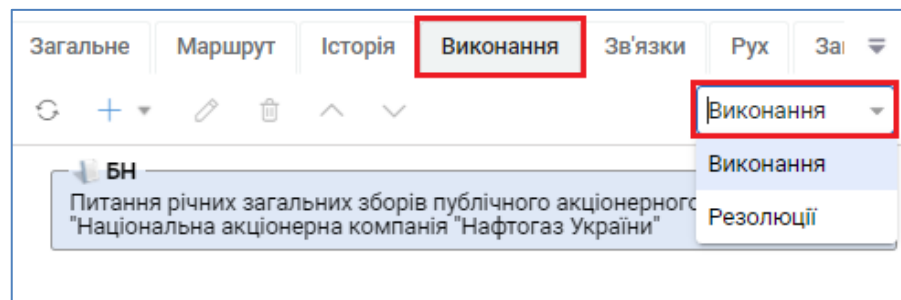 Загальне Маршрут Історія Виконання Зв'язки Рух
Виконання
Виконання
Резолюції
БН
Питання річних загальних зборів публічного акціонерного
"Національна акціонерна компанія "Нафтогаз України"